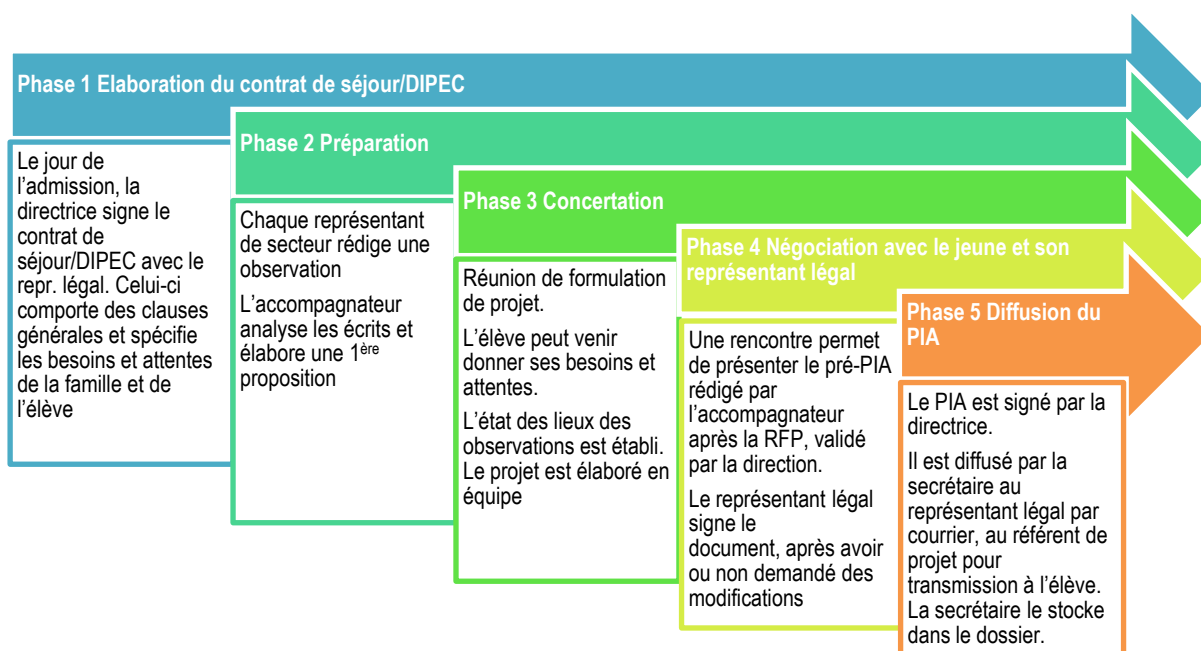 Phase 1 Elaboration du contrat de séjour/DIPEC
Le jour de
l’admission, la
directrice signe le
contrat de
séjour/DIPEC avec le
repr. légal. Celui-ci
comporte des clauses
générales et spécifie
les besoins et attentes
de la famille et de
l’élève
Phase 2 Préparation
Chaque représentant
de secteur rédige une
observation
L’accompagnateur
analyse les écrits et
élabore une 1ère
proposition
Phase 3 Concertation
Réunion de formulation
de projet.
L’élève peut venir
donner ses besoins et
attentes.
L’état des lieux des
observations est établi.
Le projet est élaboré en
équipe
Phase 4 Négociation avec le jeune et son
représentant légal
Une rencontre permet
de présenter le pré-PIA
rédigé par
l’accompagnateur
après la RFP, validé
par la direction.
Le représentant légal
signe le
document, après avoir
ou non demandé des
modifications
Phase 5 Diffusion du
PIA
Le PIA est signé par la
directrice.
Il est diffusé par la
secrétaire au
représentant légal par
courrier, au référent de
projet pour
transmission à l’élève.
La secrétaire le stocke
dans le dossier.